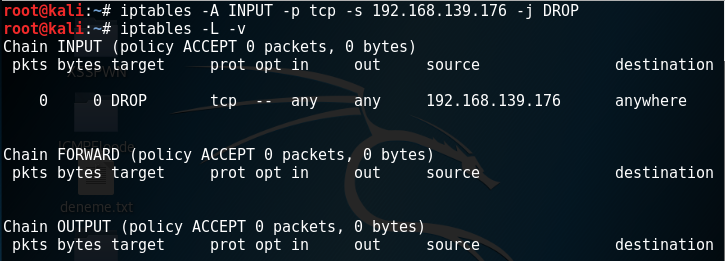 root@kali:~# iptables -A INPUT -p tcp -s 192.168.139.176 -j DROP
root@kali:~# iptables -L -v
Chain INPUT (policy ACCEPT 0 packets, 0 bytes)
 pkts bytes target     prot opt in     out     source               destination
    0     0 DROP       tcp  --  any    any     192.168.139.176      anywhere
Chain FORWARD (policy ACCEPT 0 packets, 0 bytes)
 pkts bytes target     prot opt in     out     source               destination
deneme.txt
Chain OUTPUT (policy ACCEPT 0 packets, 0 bytes)
 pkts bytes target     prot opt in     out     source               destination